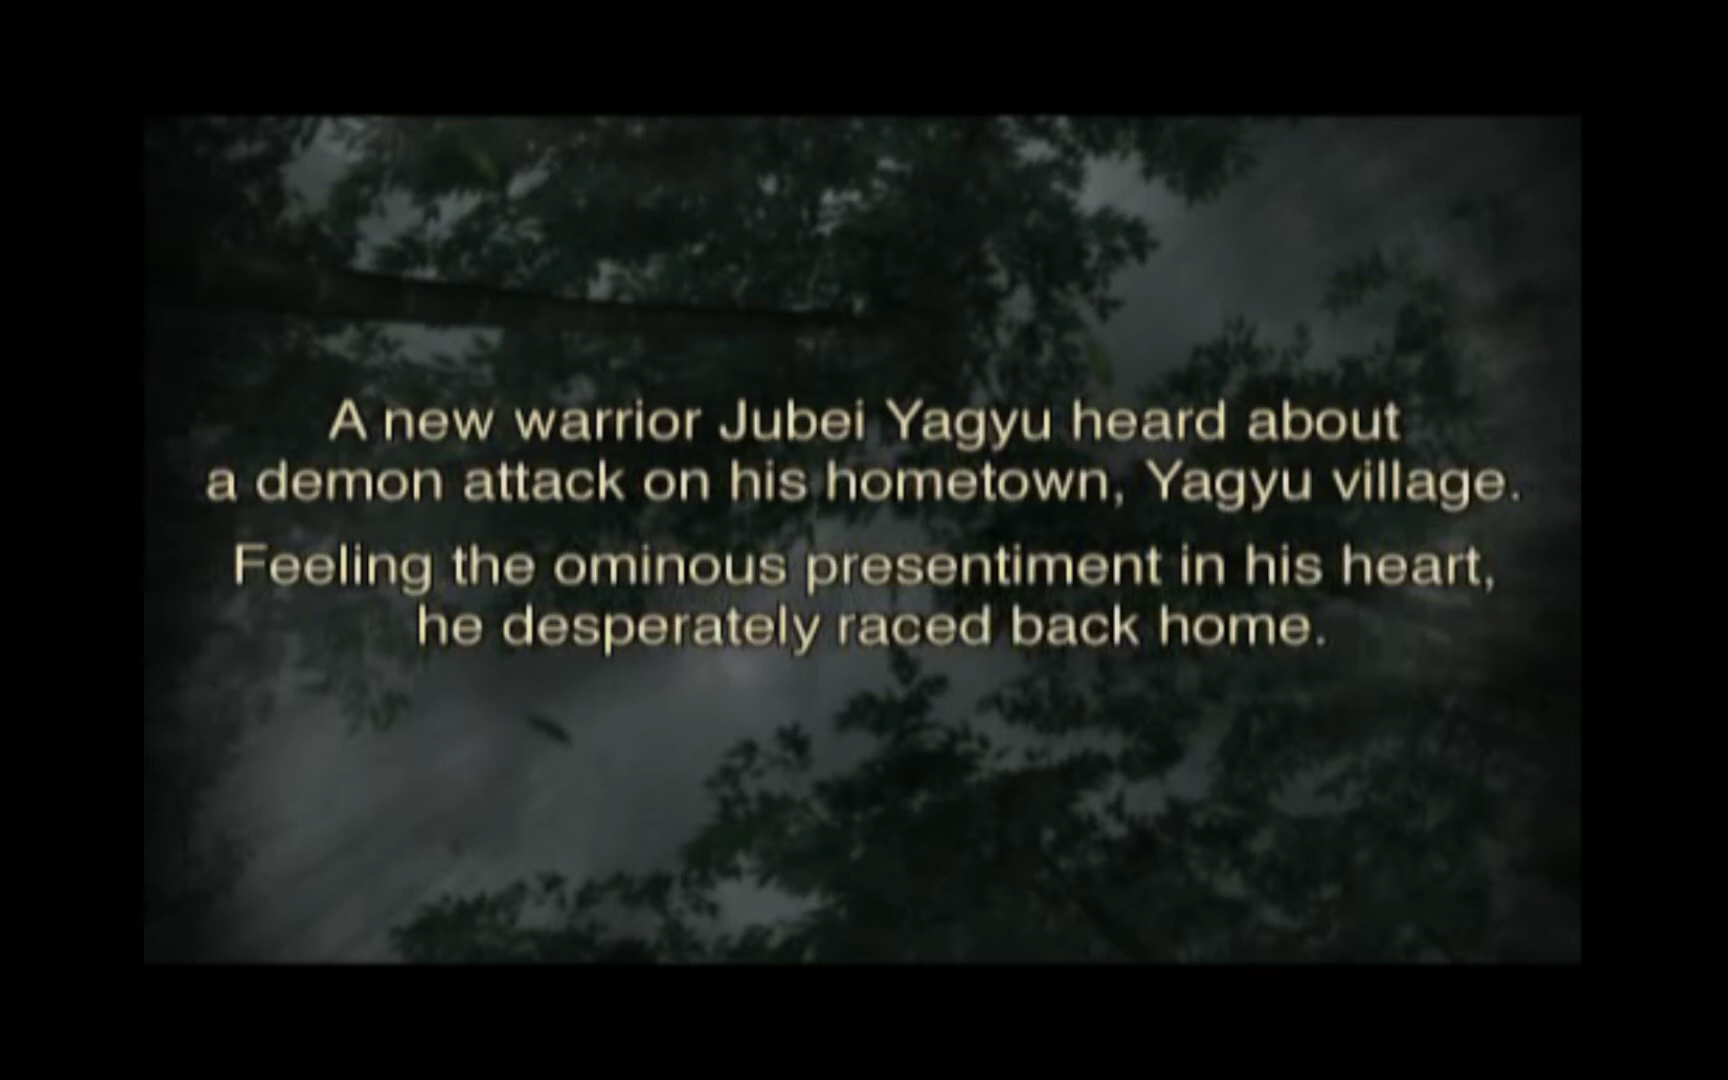 A new warrior Jubei Yagyu heard about
a demon attack on his hometown, Yagyu village.
Feeling the ominous presentiment in his heart,
he desperately raced back home.